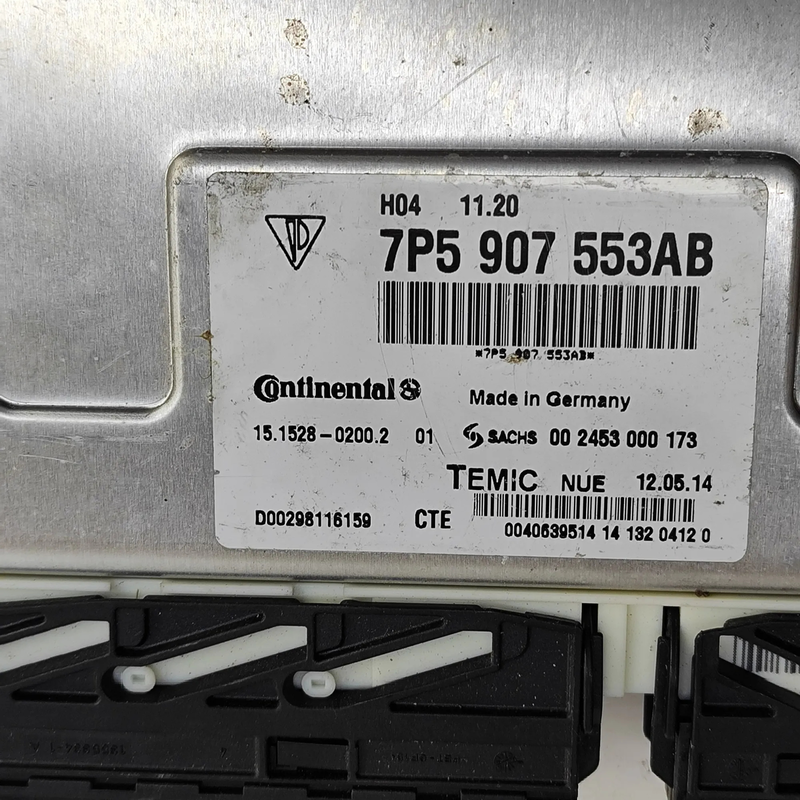 H04 11.20
7P5 907 553AB
*7P5 907 553AB*
Continental
Made in Germany
15.1528-0200.2 01 SACHS 00 2453 000 173
TEMIC NUE 12.05.14
D00298116159 CTE
0040639514 14 132 0412 0